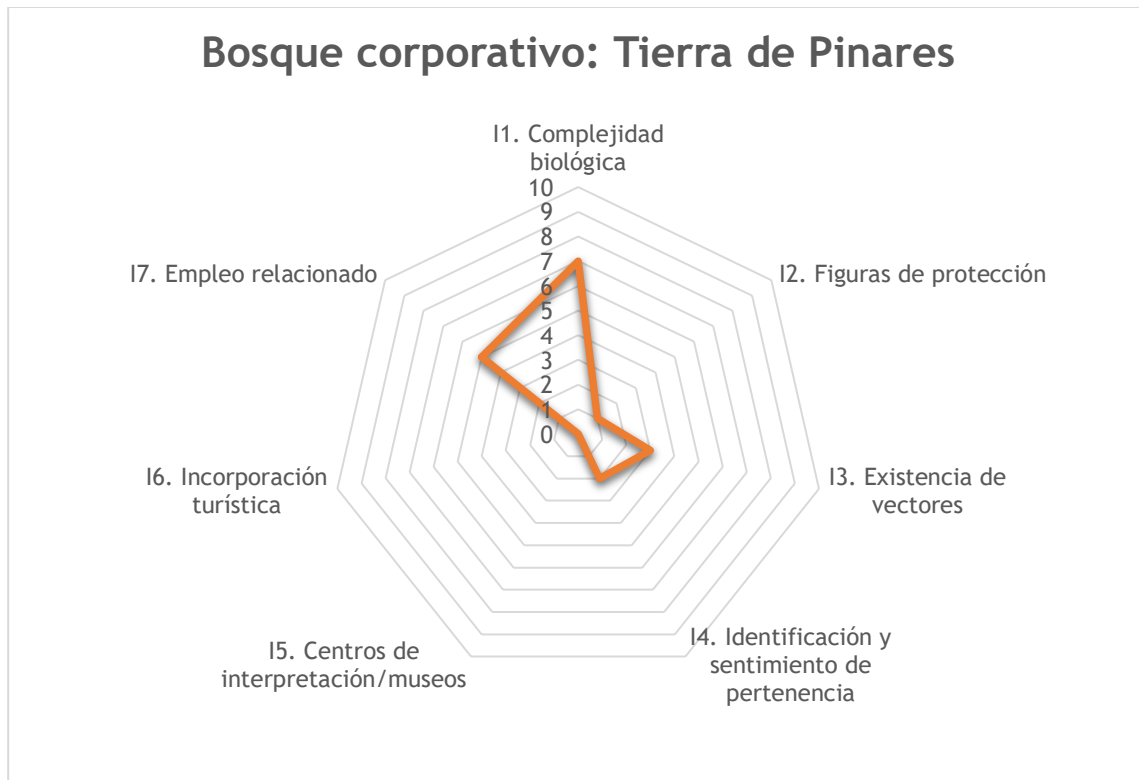 Bosque corporativo: Tierra de Pinares
I1. Complejidad
biológica
10
9
8
7
6
5
4
3
2
1
0
I2. Figuras de protección
I3. Existencia de
vectores
I4. Identificación y
sentimiento de
pertenencia
I5. Centros de
interpretación/museos
I6. Incorporación
turística
I7. Empleo relacionado